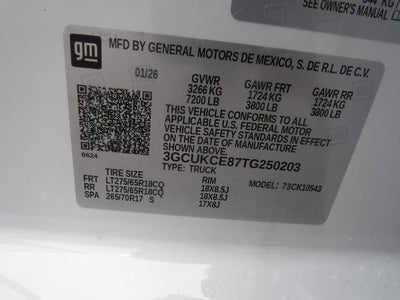 KG/
SEE OWNER'S MANUAL
gm
MFD BY GENERAL MOTORS DE MEXICO, S. DE R.L. DE C.V.
01/26 GVWR GAWR FRT GAWR RR
3266 KG 1724 KG 1724 KG
7200 LB 3800 LB 3800 LB
THIS VEHICLE CONFORMS TO ALL APPLICABLE
U.S. FEDERAL MOTOR VEHICLE SAFETY
STANDARDS IN EFFECT ON THE DATE OF
MANUFACTURE SHOWN ABOVE.
3GCUKCE87TG250203
TYPE: TRUCK
8624 MODEL: 73CK10543
TIRE SIZE RIM
FRT LT275/65R18CQ 18X8.5J
RR LT275/65R18CQ 18X8.5J
SPA 265/70R17 S 17X8J